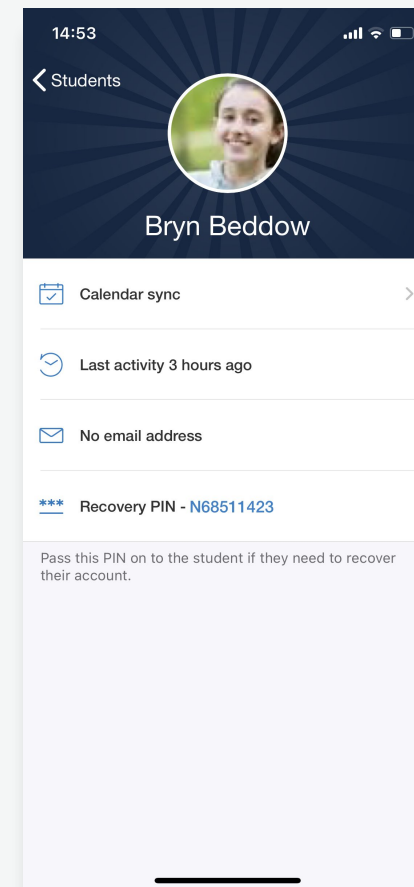 14:53
Students
Bryn Beddow
Calendar sync
Last activity 3 hours ago
No email address
*** Recovery PIN - N68511423
Pass this PIN on to the student if they need to recover
their account.